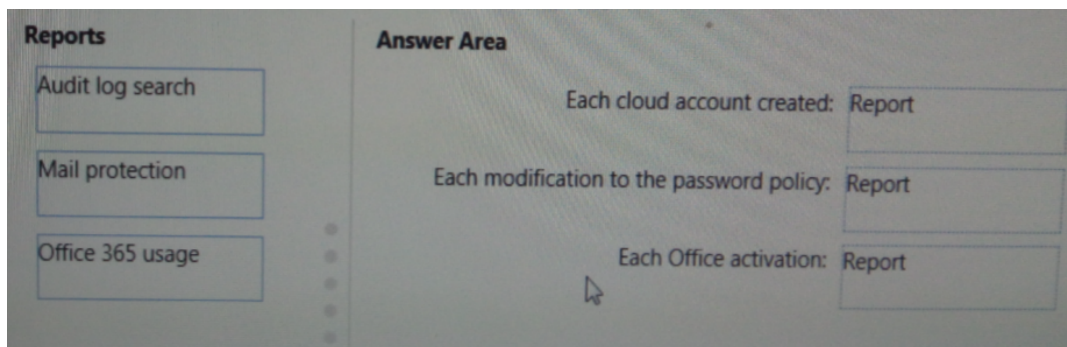 Reports
Audit log search
Mail protection
Office 365 usage
Answer Area
Each cloud account created: Report
Each modification to the password policy: Report
Each Office activation: Report